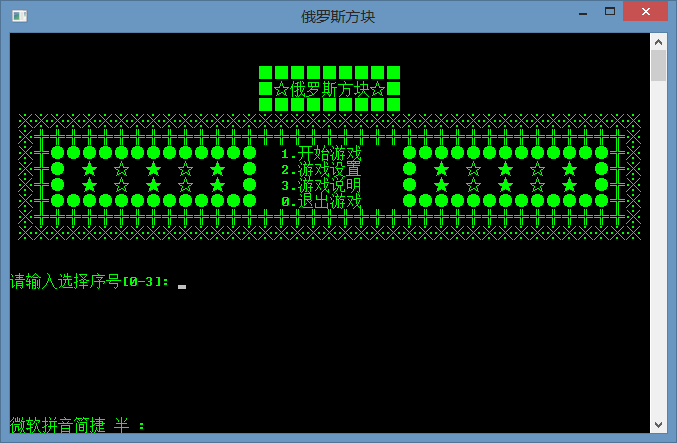 俄罗斯方块
☆俄罗斯方块☆
1.开始游戏
2.游戏设置
3.游戏说明
0.退出游戏
请输入选择序号[0-3]:
微软拼音简捷 半 :